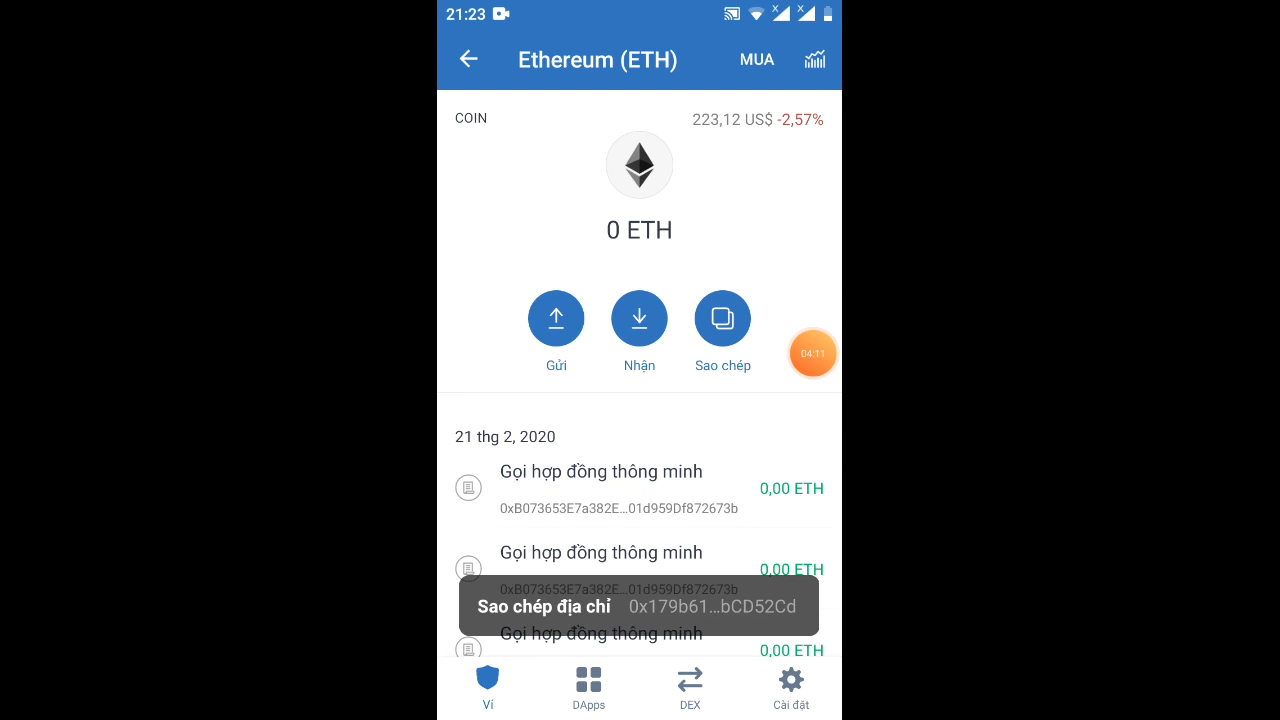 21:23
Ethereum (ETH)
MUA
COIN
223,12 US$ -2,57%
0 ETH
Gửi
Nhận
Sao chép
04:11
21 thg 2, 2020
Gọi hợp đồng thông minh
0,00 ETH
0xB073653E7a382E...01d959Df872673b
Gọi hợp đồng thông minh
0,00 ETH
0xB073653E7a382E...01d959Df872673b
Sao chép địa chỉ 0x179b61...bCD52Cd
Gọi hợp đồng thông minh
0,00 ETH
Ví
DApps
DEX
Cài đặt